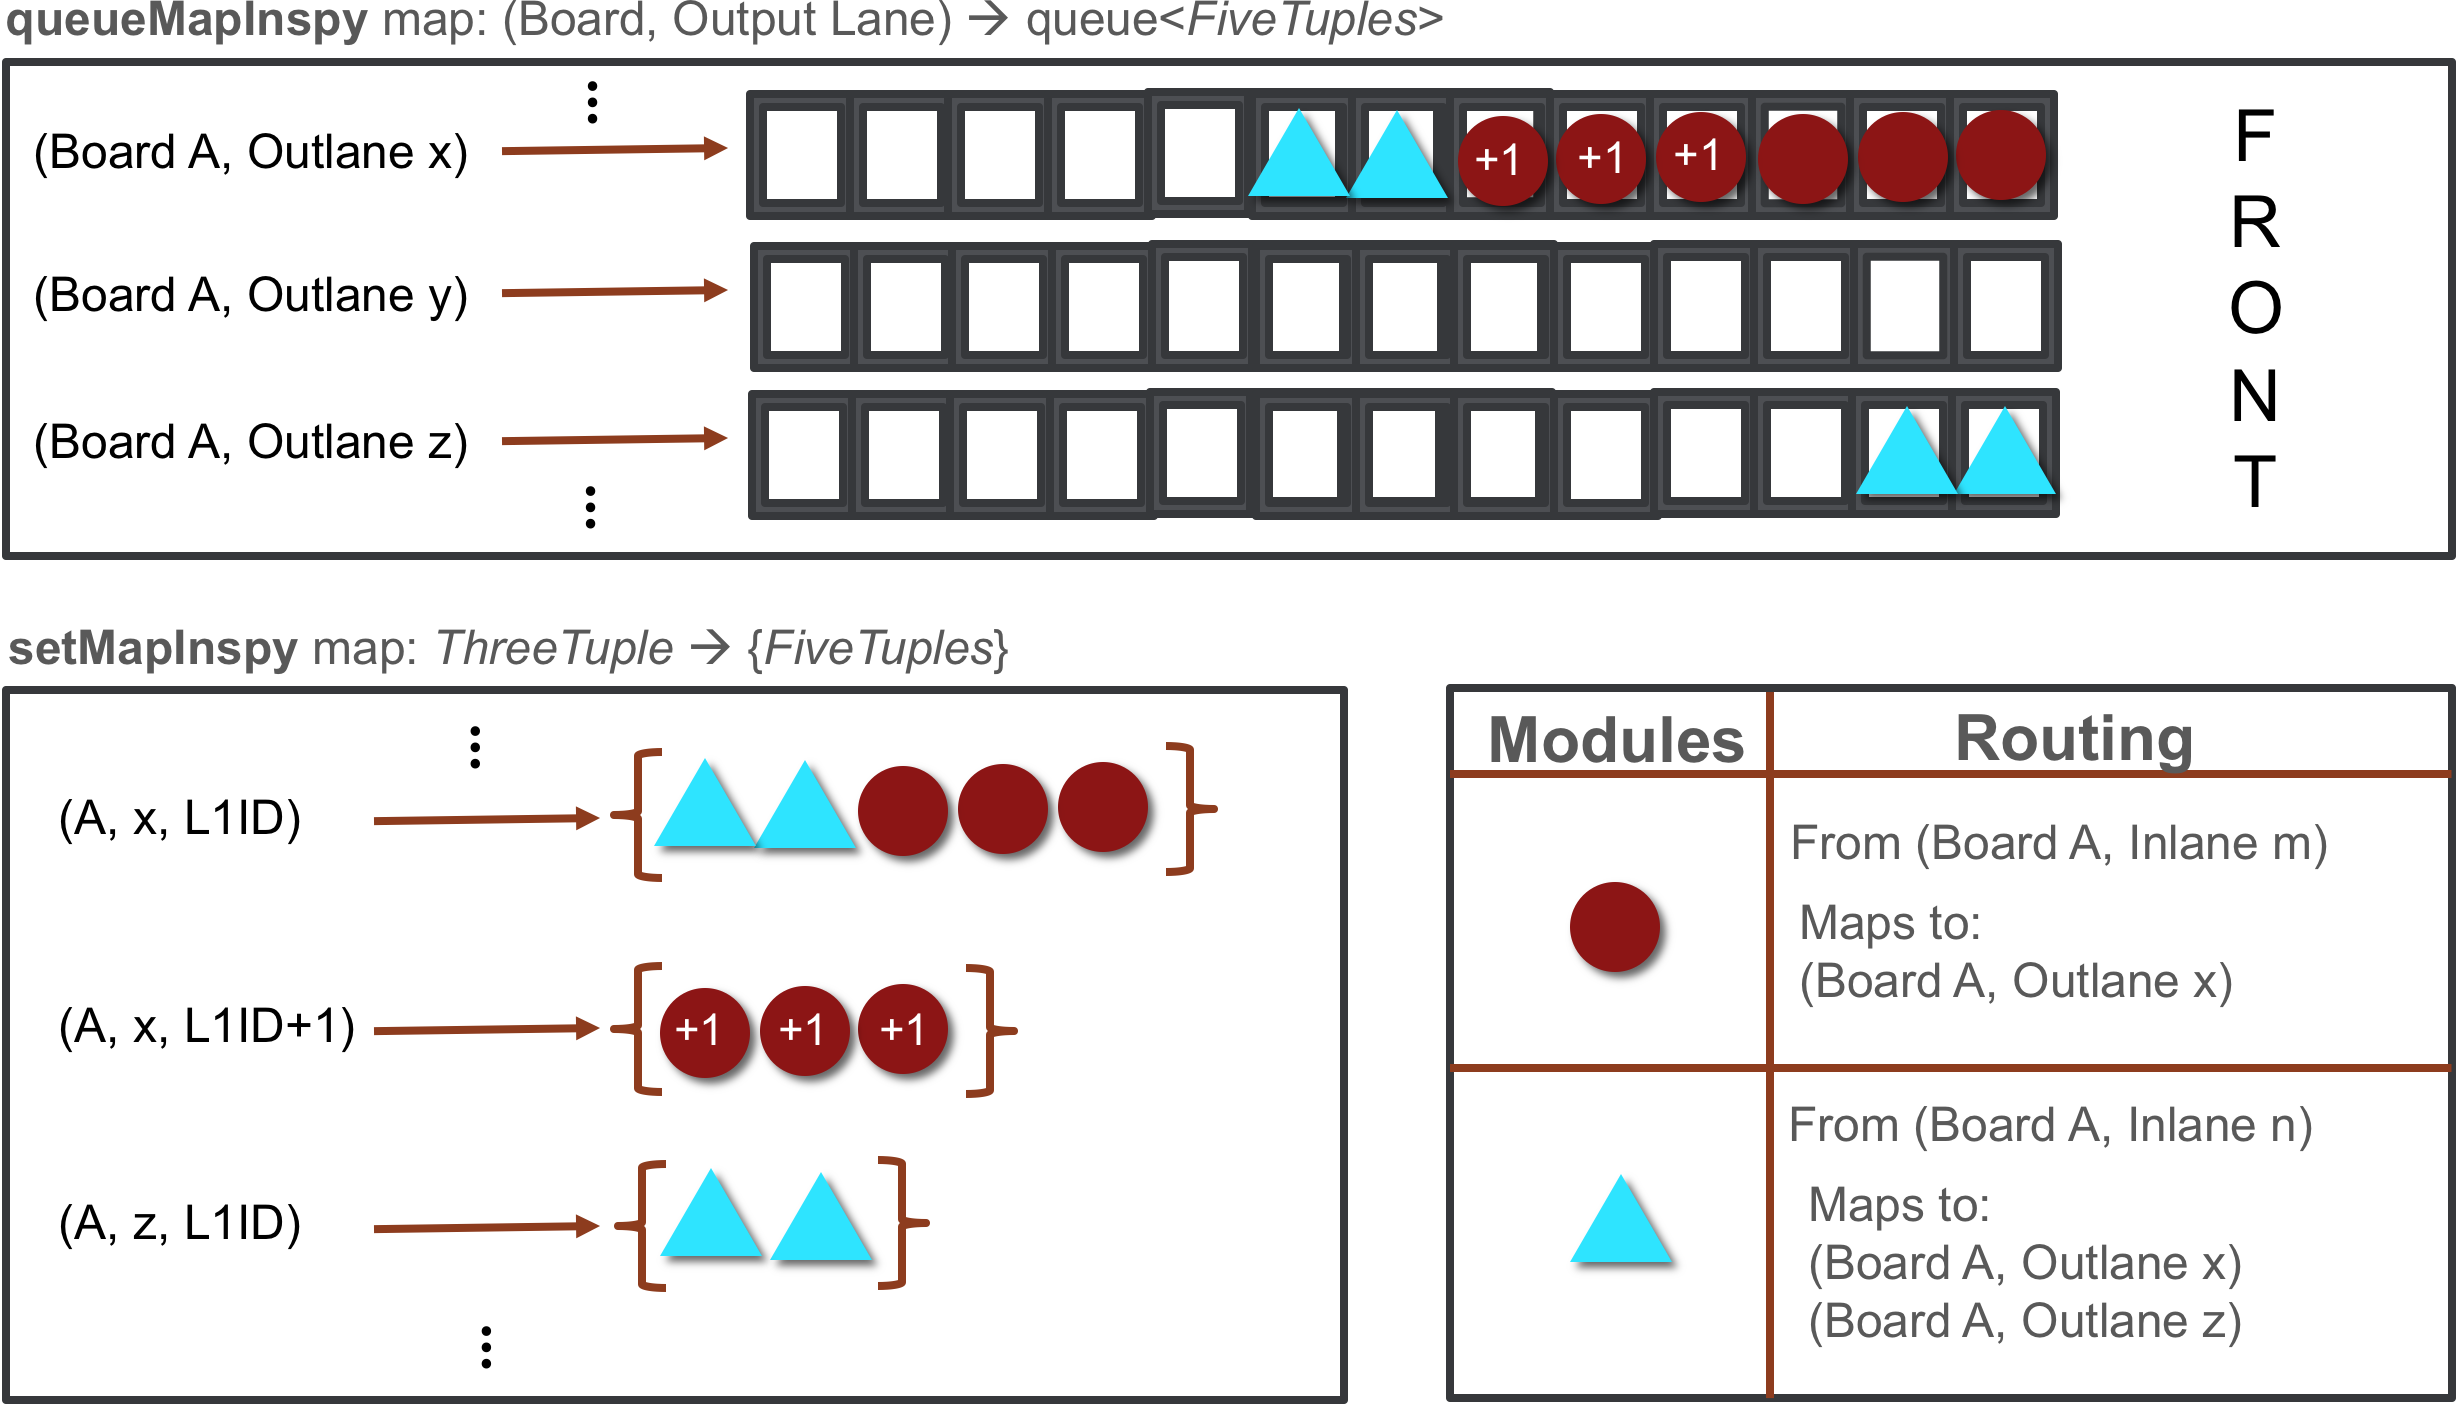 queueMapInspy map: (Board, Output Lane) → queue<FiveTuples>
(Board A, Outlane x)
+1 +1 +1
(Board A, Outlane y)
(Board A, Outlane z)
FRONT
setMapInspy map: ThreeTuple → {FiveTuples}
(A, x, L1ID)
(A, x, L1ID+1)
+1 +1 +1
(A, z, L1ID)
Modules Routing
From (Board A, Inlane m)
Maps to:
(Board A, Outlane x)
From (Board A, Inlane n)
Maps to:
(Board A, Outlane x)
(Board A, Outlane z)